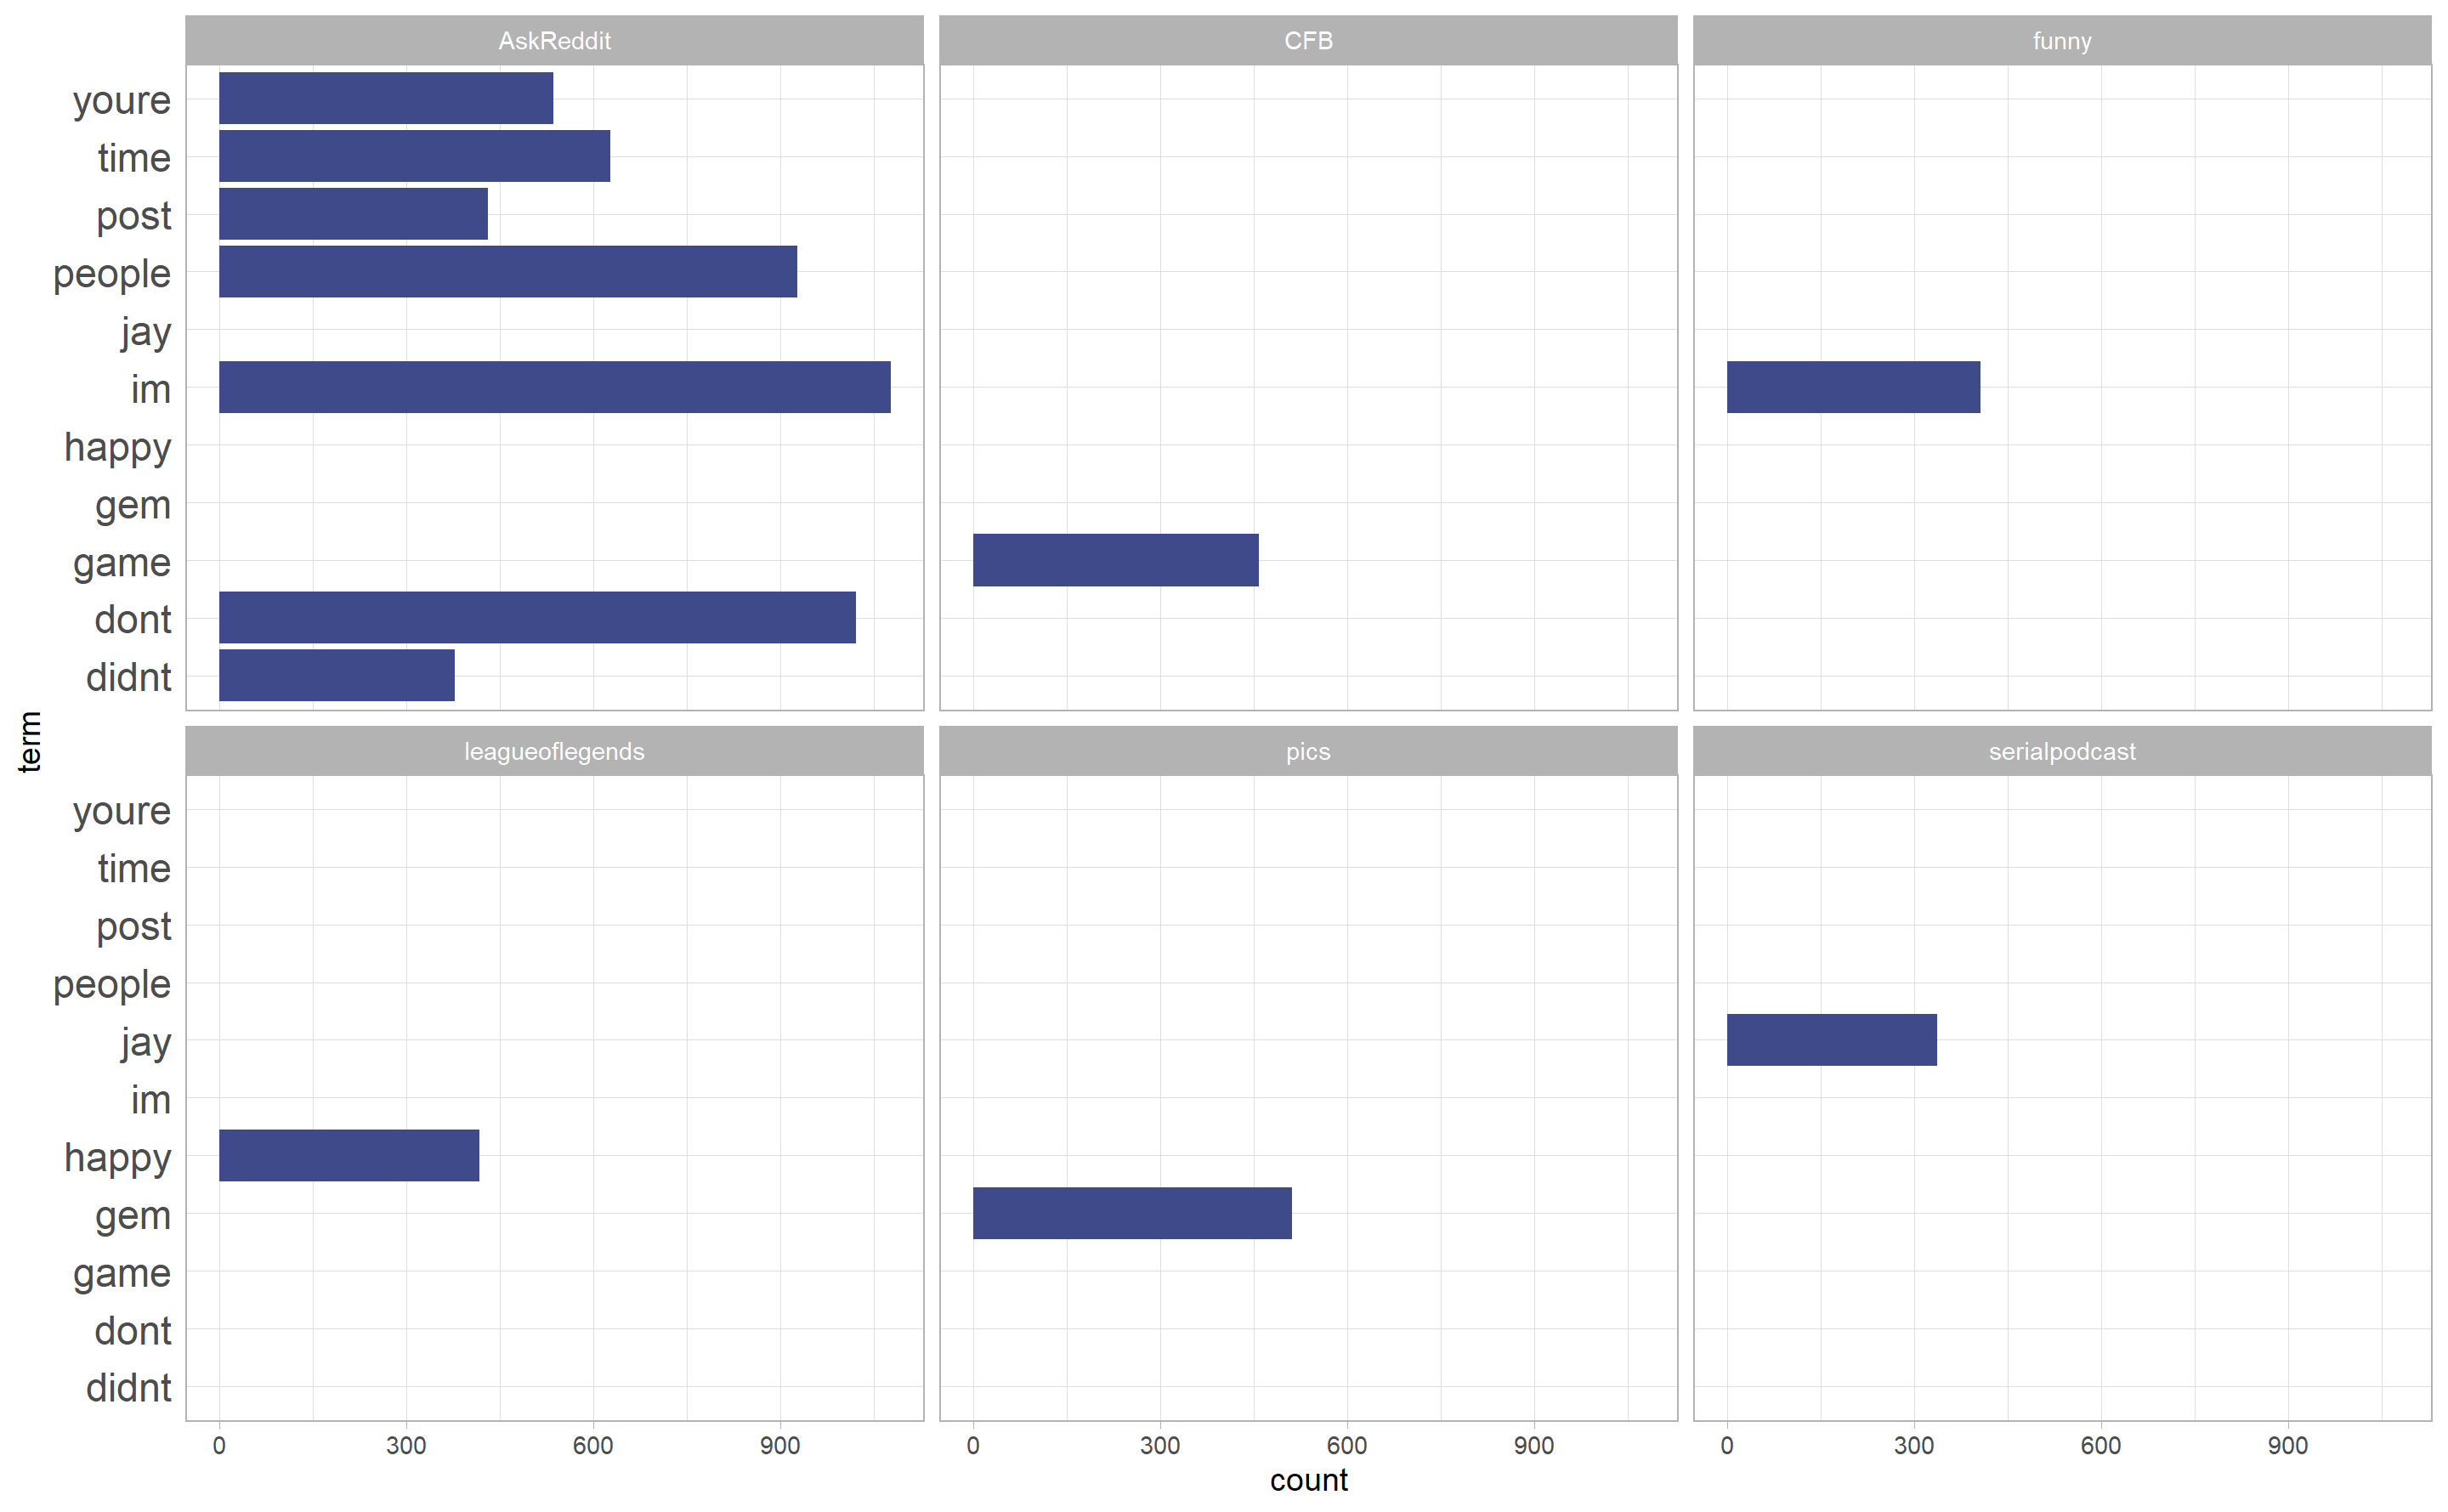 AskReddit
CFB
funny
youre
time
post
people
jay
im
happy
gem
game
dont
didnt
term
leagueoflegends
pics
serialpodcast
youre
time
post
people
jay
im
happy
gem
game
dont
didnt
0 300 600 900
0 300 600 900
0 300 600 900
count